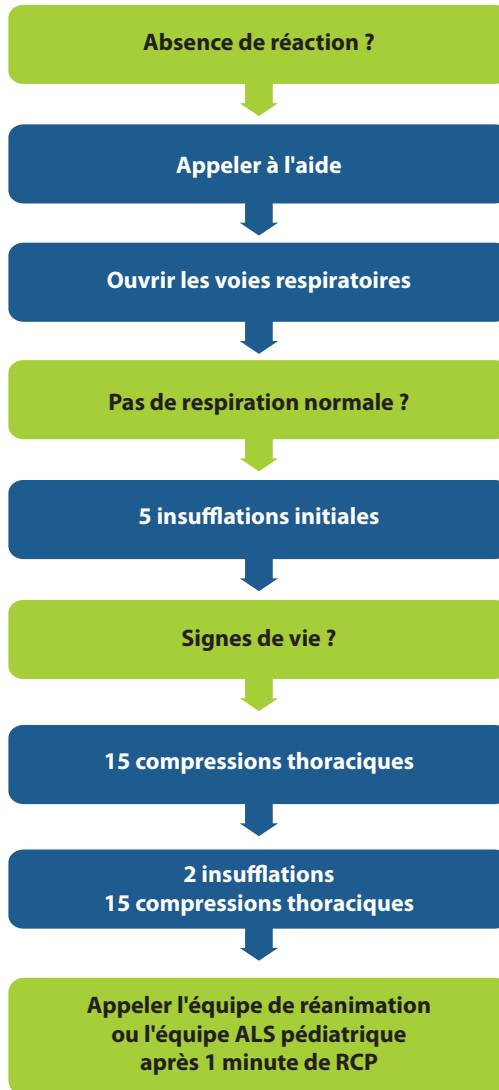 Absence de réaction ?
Appeler à l'aide
Ouvrir les voies respiratoires
Pas de respiration normale ?
5 insufflations initiales
Signes de vie ?
15 compressions thoraciques
2 insufflations
15 compressions thoraciques
Appeler l'équipe de réanimation
ou l'équipe ALS pédiatrique
après 1 minute de RCP